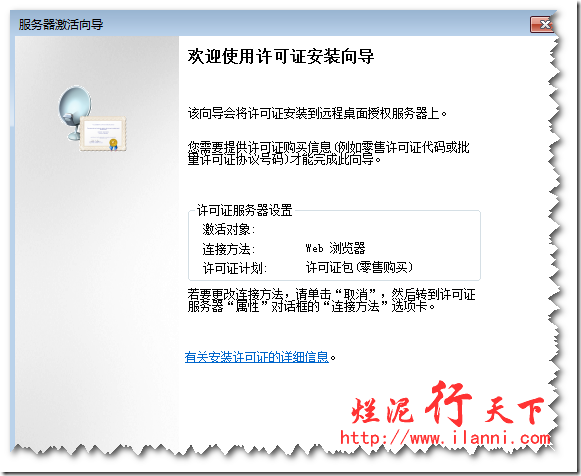 服务器激活向导
欢迎使用许可证安装向导
该向导会将许可证安装到远程桌面授权服务器上。
您需要提供许可证购买信息(例如零售许可证代码或批
量许可证协议号码)才能完成此向导。
许可证服务器设置
激活对象:
连接方法: Web 浏览器
许可证计划: 许可证包(零售购买)
若要更改连接方法，请单击“取消”，然后转到许可证
服务器“属性”对话框的“连接方法”选项卡。
有关安装许可证的详细信息。
烂泥行天下
http://www.ilanni.com